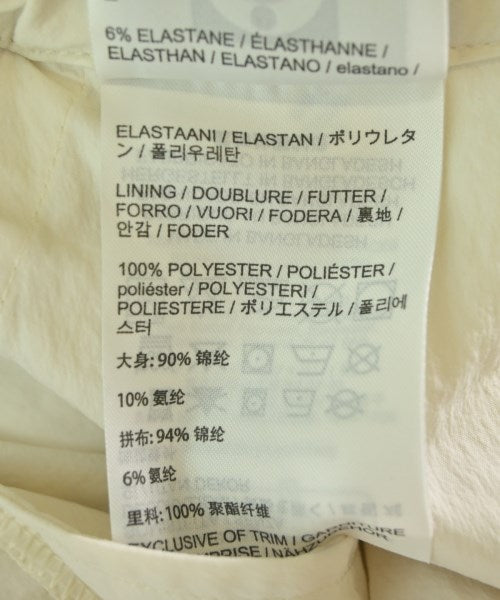 6% ELASTANE / ÉLASTHANNE /
ELASTHAN / ELASTANO / elastano /
ELASTAANI / ELASTAN / ポリウレタ
ン / 폴리우레탄
LINING / DOUBLURE / FUTTER /
FORRO / VUORI / FODERA / 裏地 /
안감 / FODER
100% POLYESTER / POLIÉSTER /
poliéster / POLYESTERI /
POLIESTERE / ポリエステル / 폴리에
스터
大身: 90% 锦纶
10% 氨纶
拼布: 94% 锦纶
6% 氨纶
里料: 100% 聚酯纤维
EXCLUSIVE OF TRIM / GARNITURE